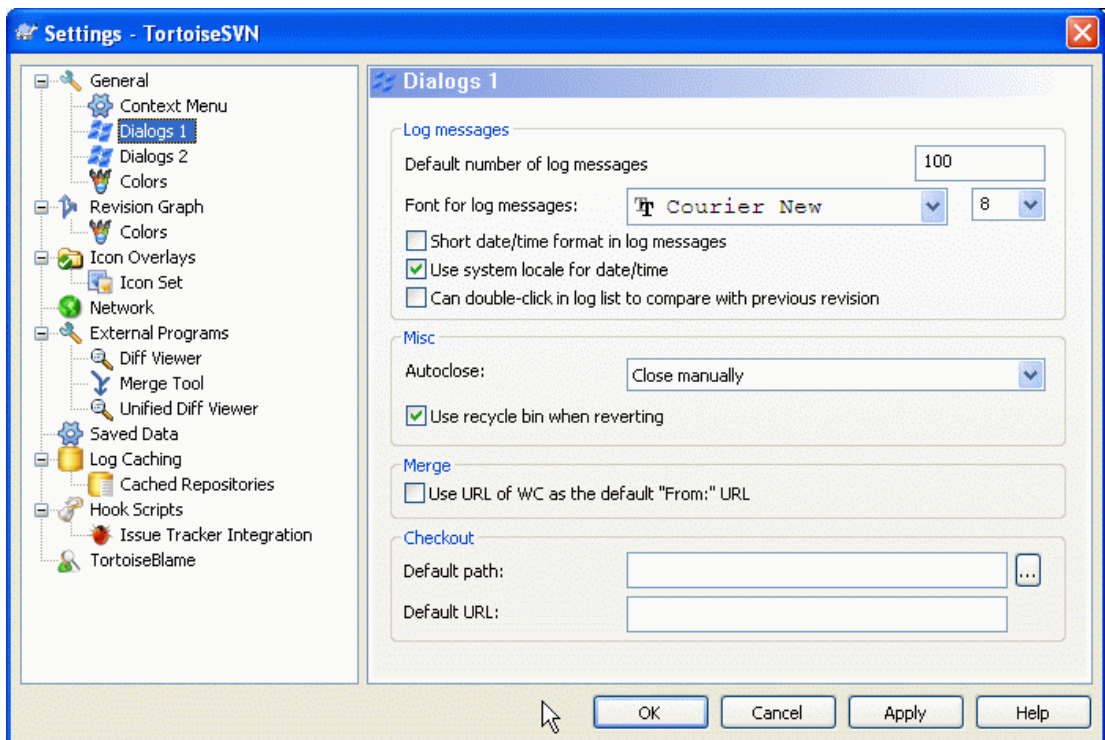 Settings - TortoiseSVN
General
Context Menu
Dialogs 1
Dialogs 2
Colors
Revision Graph
Colors
Icon Overlays
Icon Set
Network
External Programs
Diff Viewer
Merge Tool
Unified Diff Viewer
Saved Data
Log Caching
Cached Repositories
Hook Scripts
Issue Tracker Integration
TortoiseBlame
Dialogs 1
Log messages
Default number of log messages 100
Font for log messages: Courier New 8
Short date/time format in log messages
Use system locale for date/time
Can double-click in log list to compare with previous revision
Misc
Autoclose: Close manually
Use recycle bin when reverting
Merge
Use URL of WC as the default "From:" URL
Checkout
Default path: ...
Default URL:
OK Cancel Apply Help